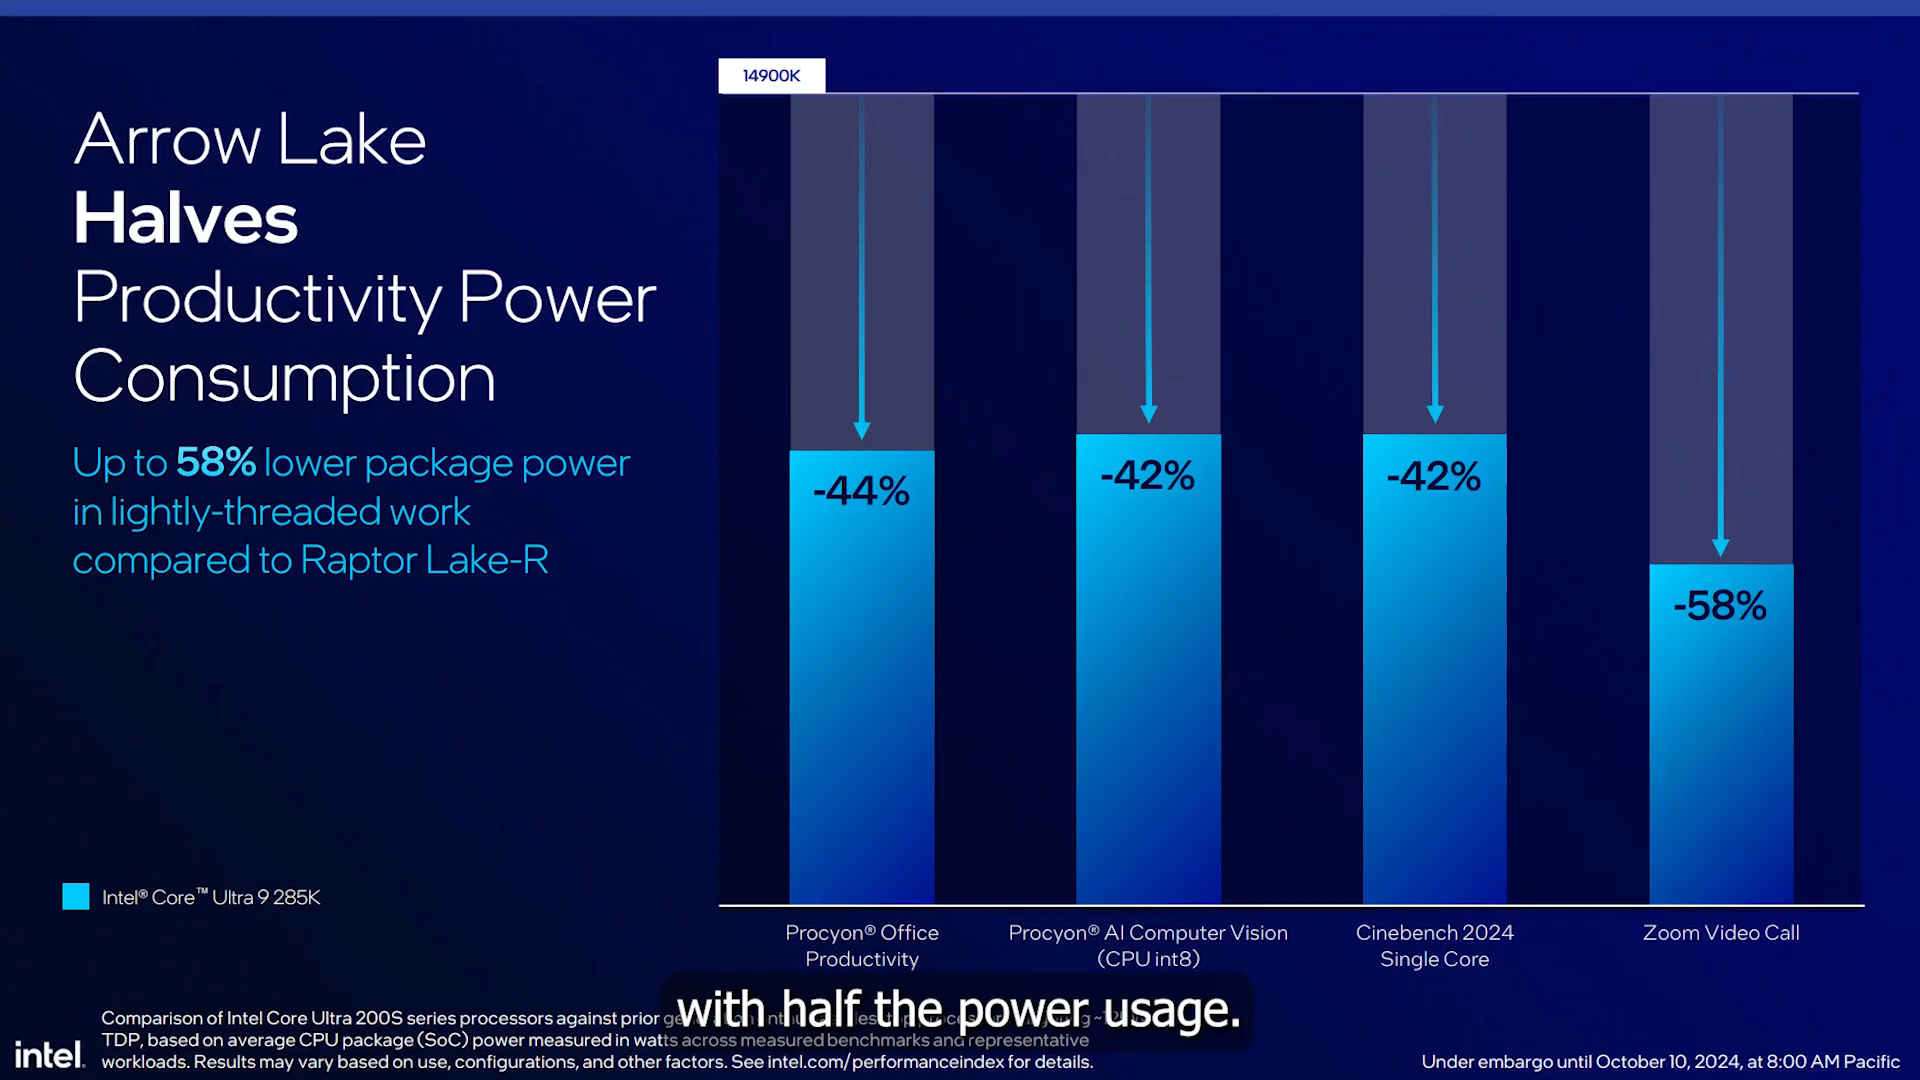 14900K
Arrow Lake
Halves
Productivity Power
Consumption
Up to 58% lower package power
in lightly-threaded work
compared to Raptor Lake-R
-44%
-42%
-42%
-58%
Intel® Core™ Ultra 9 285K
Procyon® Office
Productivity
Procyon® AI Computer Vision
(CPU int8)
Cinebench 2024
Single Core
Zoom Video Call
with half the power usage.
Comparison of Intel Core Ultra 200S series processors against prior
TDP, based on average CPU package (SoC) power measured in watts across measured benchmarks and representative
workloads. Results may vary based on use, configurations, and other factors. See intel.com/performanceindex for details.
intel.
Under embargo until October 10, 2024, at 8:00 AM Pacific